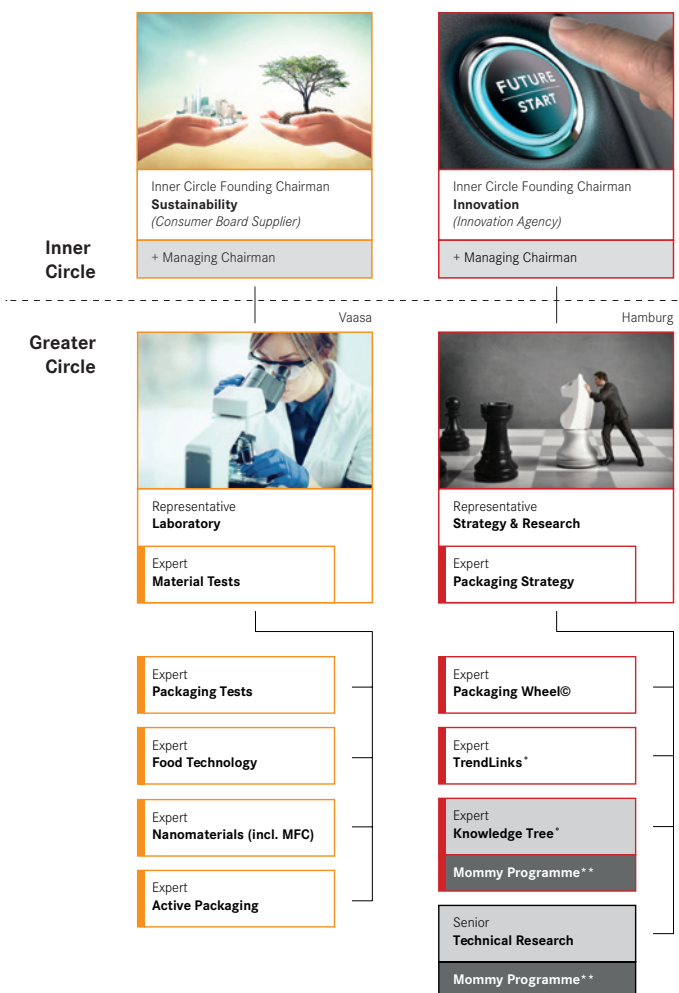 FUTURE
START
Inner Circle Founding Chairman
Sustainability
(Consumer Board Supplier)
+ Managing Chairman
Inner Circle Founding Chairman
Innovation
(Innovation Agency)
+ Managing Chairman
Inner
Circle
Greater
Circle
Vaasa
Representative
Laboratory
Expert
Material Tests
Expert
Packaging Tests
Expert
Food Technology
Expert
Nanomaterials (incl. MFC)
Expert
Active Packaging
Hamburg
Representative
Strategy & Research
Expert
Packaging Strategy
Expert
Packaging Wheel©
Expert
TrendLinks*
Expert
Knowledge Tree*
Mommy Programme**
Senior
Technical Research
Mommy Programme**